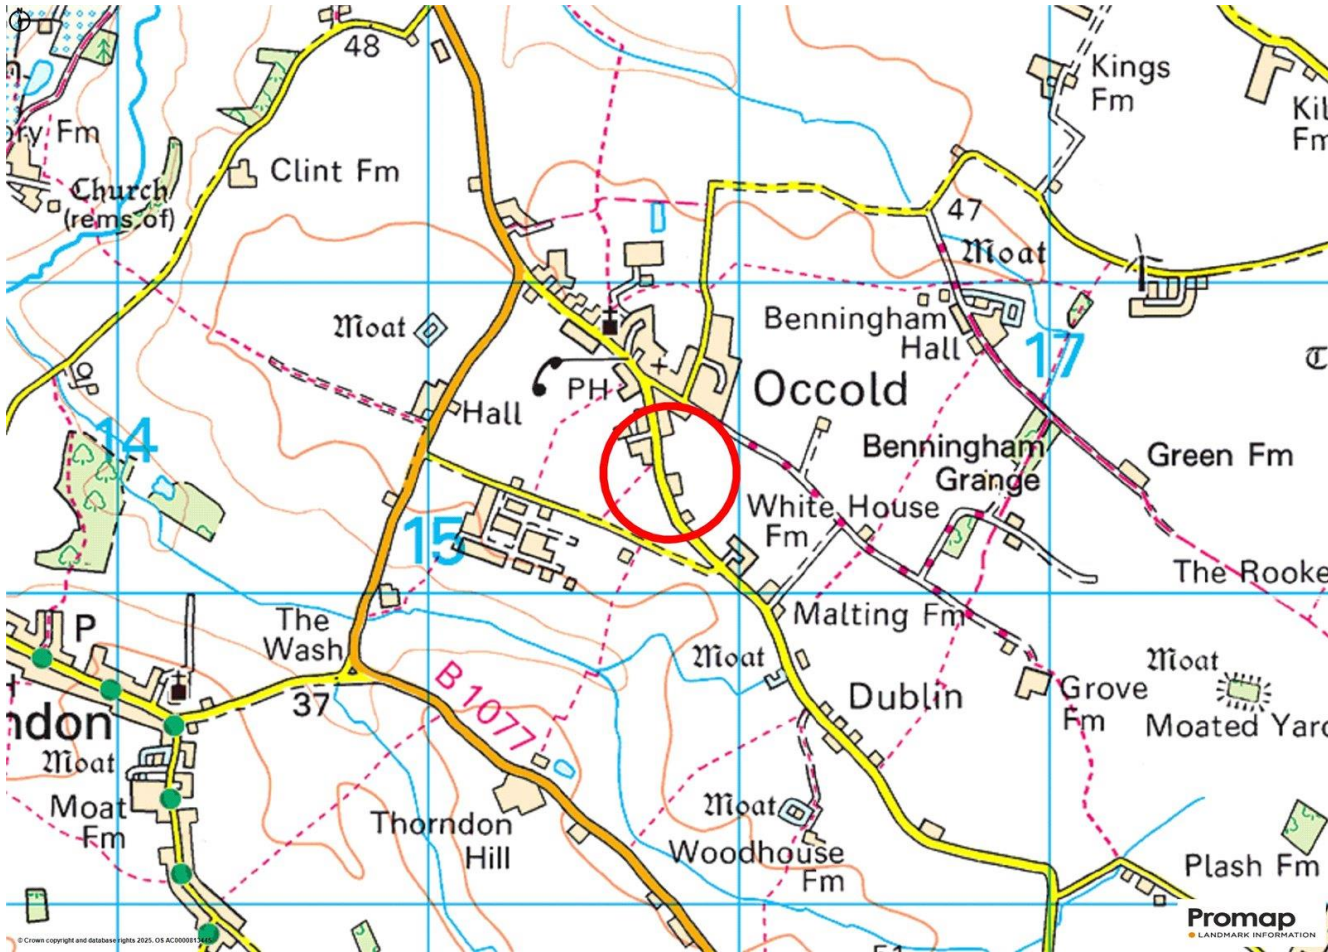 48
Kings
Fm
Kil
Fm
ory Fm
Clint Fm
Church
(rems of)
47
Moat
Moat
Benningham
Hall
17
PH
Occold
Hall
14
Benningham
Grange
Green Fm
15
White House
Fm
The Rooke
Malting Fm
The
Wash
P
Moat
Moat
Grove
Fm
Moated Yard
B1077
Dublin
37
ndon
Moat
Moat
Fm
Moat
Thorndon
Hill
Woodhouse
Fm
Plash Fm
Promap
LANDMARK INFORMATION